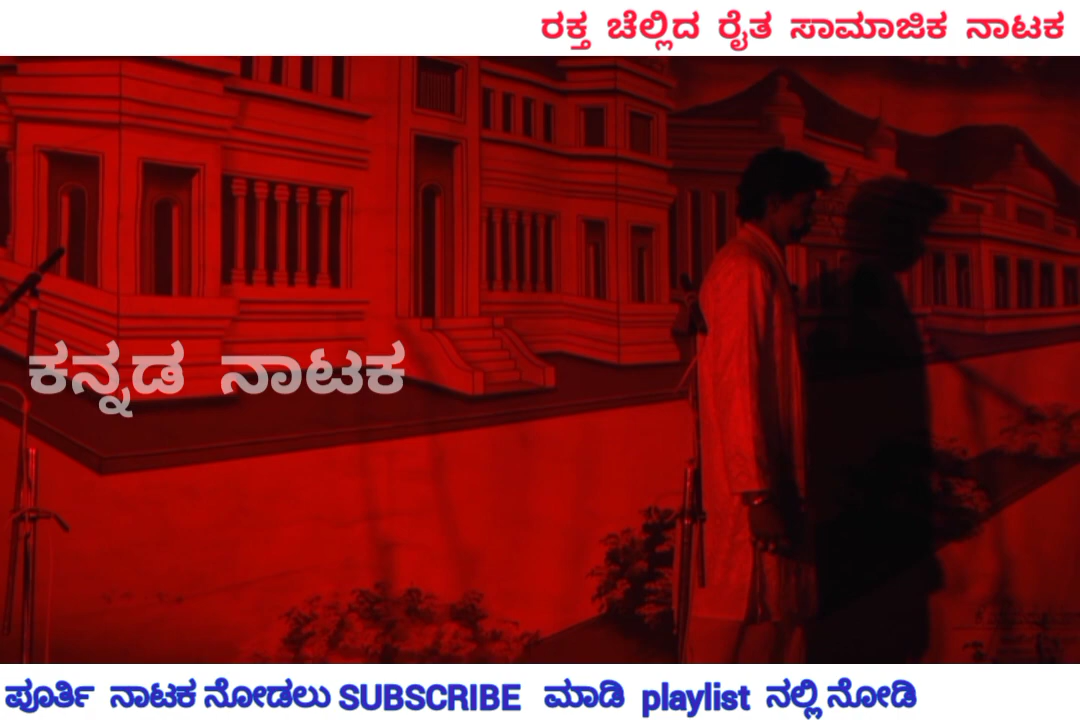 ರಕ್ತ ಚೆಲ್ಲಿದ ರೈತ ಸಾಮಾಜಿಕ ನಾಟಕ
ಕನ್ನಡ ನಾಟಕ
ಪೂರ್ತಿ ನಾಟಕ ನೋಡಲು SUBSCRIBE ಮಾಡಿ playlist ನಲ್ಲಿ ನೋಡಿ